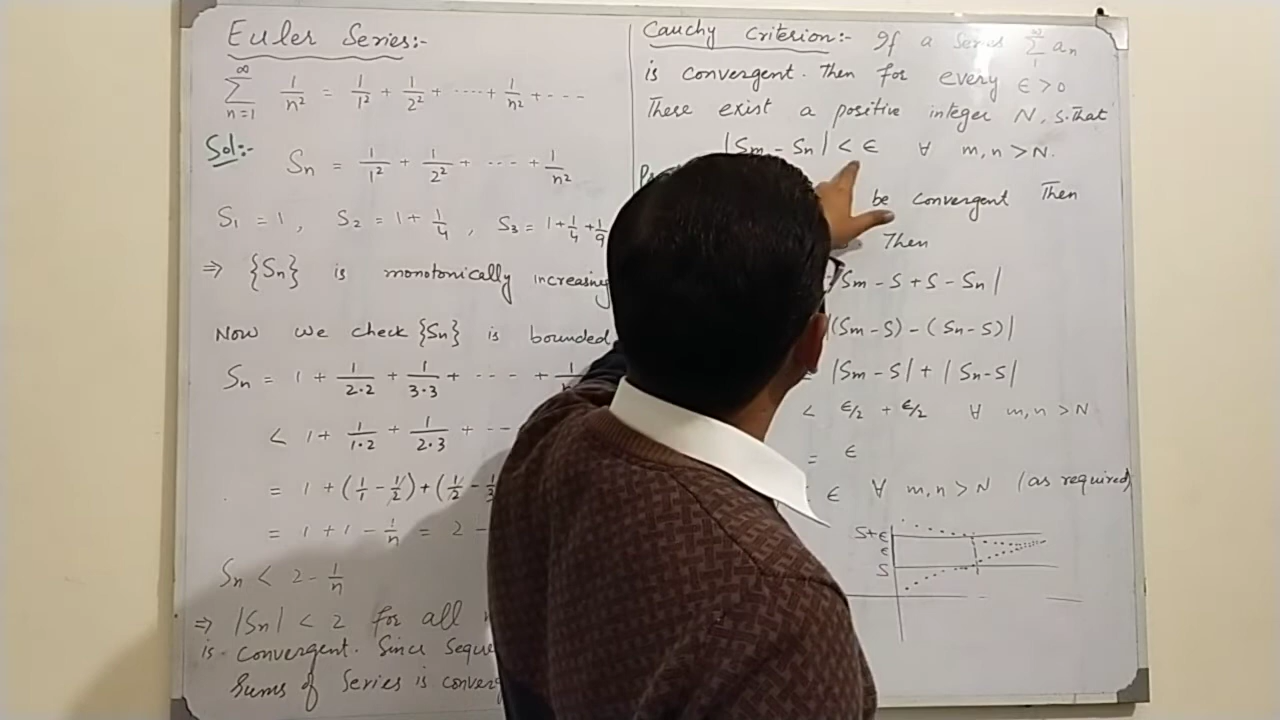 Euler Series:-
∞
∑ 1/n² = 1/1² + 1/2² + ---- + 1/n² + ---
n=1
Sol:-
Sn = 1/1² + 1/2² + --- + 1/n²
S1 = 1, S2 = 1 + 1/4, S3 = 1 + 1/4 + 1/9
⇒ {Sn} is monotonically increasing
Now we check {Sn} is bounded
Sn = 1 + 1/2·2 + 1/3·3 + --- +
< 1 + 1/1·2 + 1/2·3 + --
= 1 + (1/1 - 1/2) + (1/2 - 1/3
= 1 + 1 - 1/n = 2 -
Sn < 2 - 1/n
⇒ |Sn| < 2 for all
is convergent. Since
Sums of Series is
Cauchy Criterion:- If a Series ∞∑1 an
is convergent. Then for every ϵ > 0
There exist a positive integer N, s.that
|Sm - Sn| < ϵ ∀ m, n > N.
be convergent Then
Then
Sm - S + S - Sn|
|(Sm - S) - (Sn - S)|
|Sm - S| + |Sn - S|
< ϵ/2 + ϵ/2 ∀ m, n > N
= ϵ
ϵ ∀ m, n > N (as required)
S+ϵ
ϵ
S